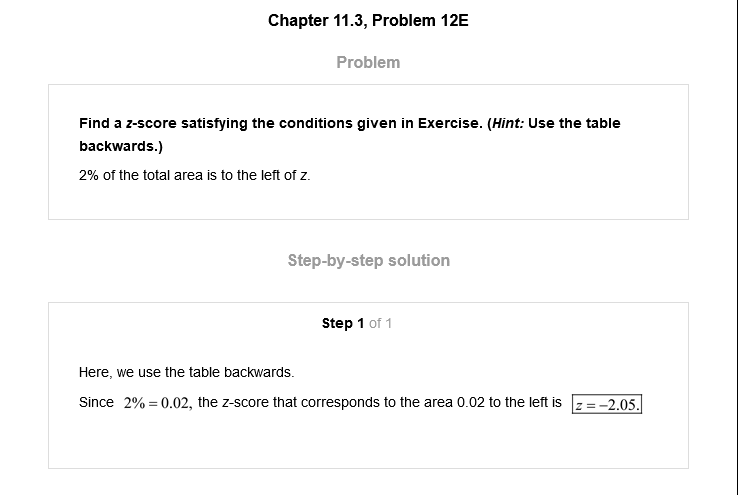 Chapter 11.3, Problem 12E
Problem
Find a z-score satisfying the conditions given in Exercise. (Hint: Use the table
backwards.)
2% of the total area is to the left of z.
Step-by-step solution
Step 1 of 1
Here, we use the table backwards.
Since 2% = 0.02, the z-score that corresponds to the area 0.02 to the left is z = −2.05.